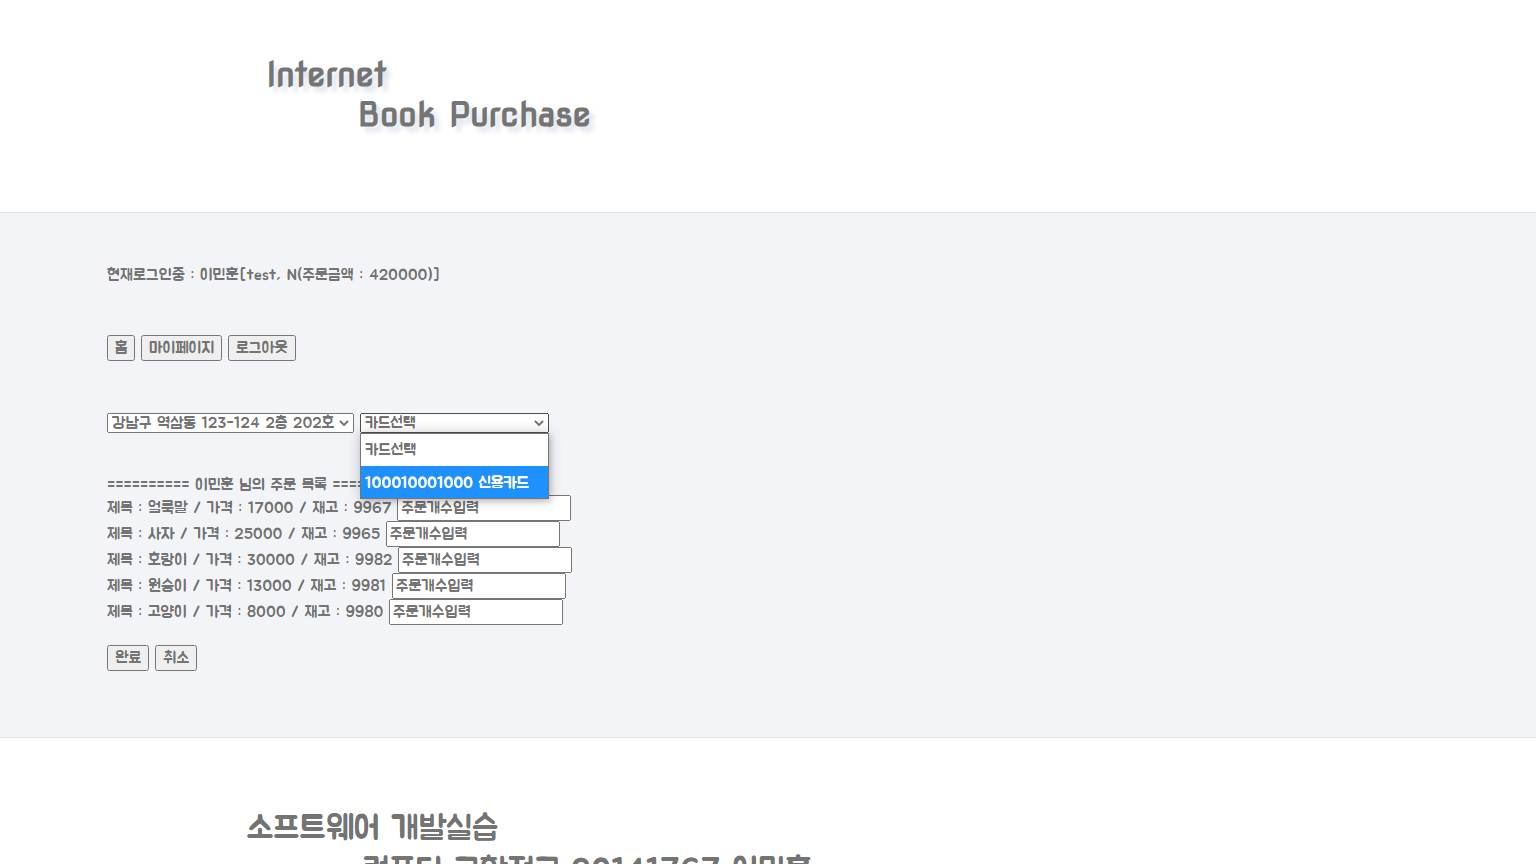 Internet
Book Purchase
현재로그인중 : 이민훈[test, N(주문금액 : 420000)]
홈 마이페이지 로그아웃
강남구 역삼동 123-124 2층 202호 카드선택
카드선택
100010001000 신용카드
========== 이민훈 님의 주문 목록 ====
제목 : 얼룩말 / 가격 : 17000 / 재고 : 9967 주문개수입력
제목 : 사자 / 가격 : 25000 / 재고 : 9965 주문개수입력
제목 : 호랑이 / 가격 : 30000 / 재고 : 9982 주문개수입력
제목 : 원숭이 / 가격 : 13000 / 재고 : 9981 주문개수입력
제목 : 고양이 / 가격 : 8000 / 재고 : 9980 주문개수입력
완료 취소
소프트웨어 개발실습